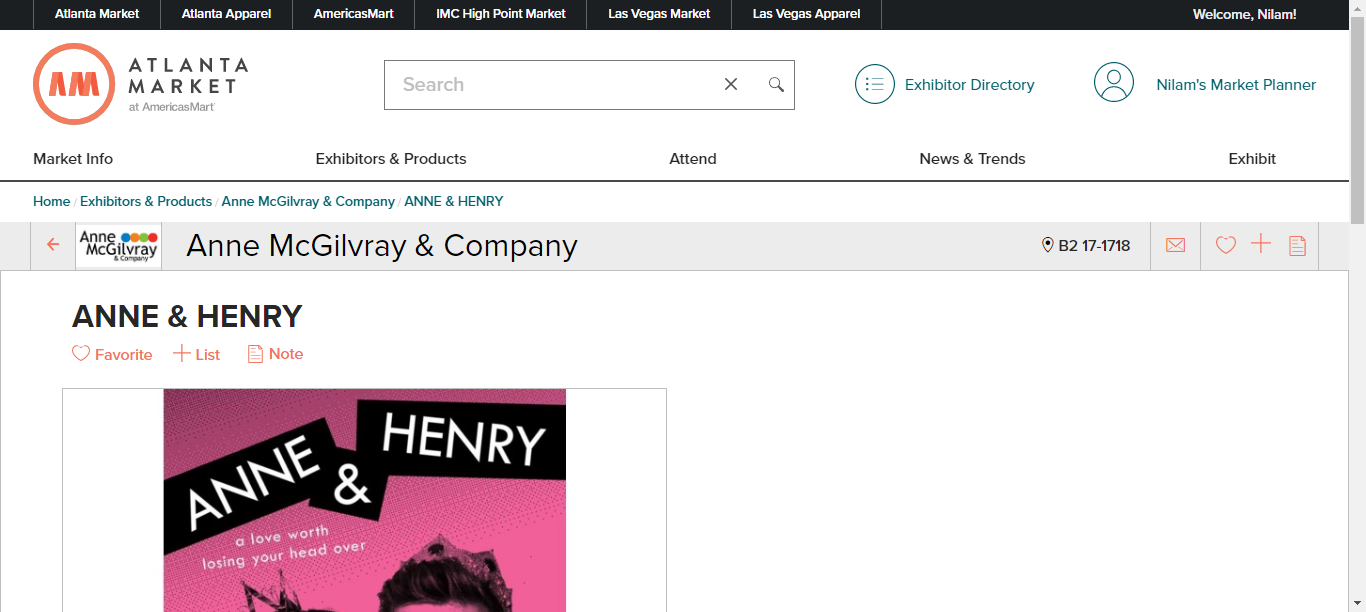 Atlanta Market Atlanta Apparel AmericasMart IMC High Point Market Las Vegas Market Las Vegas Apparel Welcome, Nilam!
ATLANTA
MARKET
at AmericasMart
Search
Exhibitor Directory
Nilam's Market Planner
Market Info Exhibitors & Products Attend News & Trends Exhibit
Home / Exhibitors & Products / Anne McGilvray & Company / ANNE & HENRY
Anne
McGilvray
& Company
Anne McGilvray & Company
B2 17-1718
ANNE & HENRY
Favorite List Note
ANNE
&
HENRY
a love worth
losing your head over